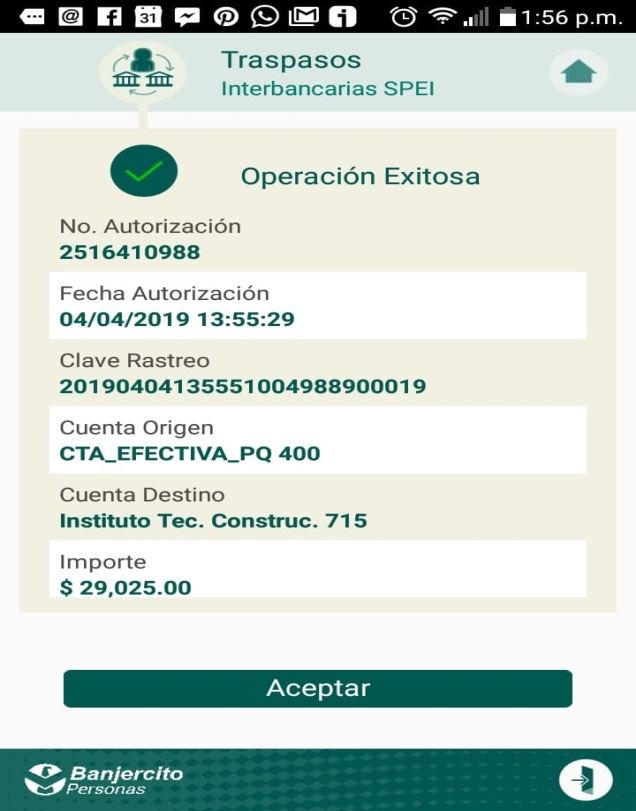 31
1:56 p.m.
Traspasos
Interbancarias SPEI
Operación Exitosa
No. Autorización
2516410988
Fecha Autorización
04/04/2019 13:55:29
Clave Rastreo
20190404135551004988900019
Cuenta Origen
CTA_EFECTIVA_PQ 400
Cuenta Destino
Instituto Tec. Construc. 715
Importe
$ 29,025.00
Aceptar
Banjercito
Personas